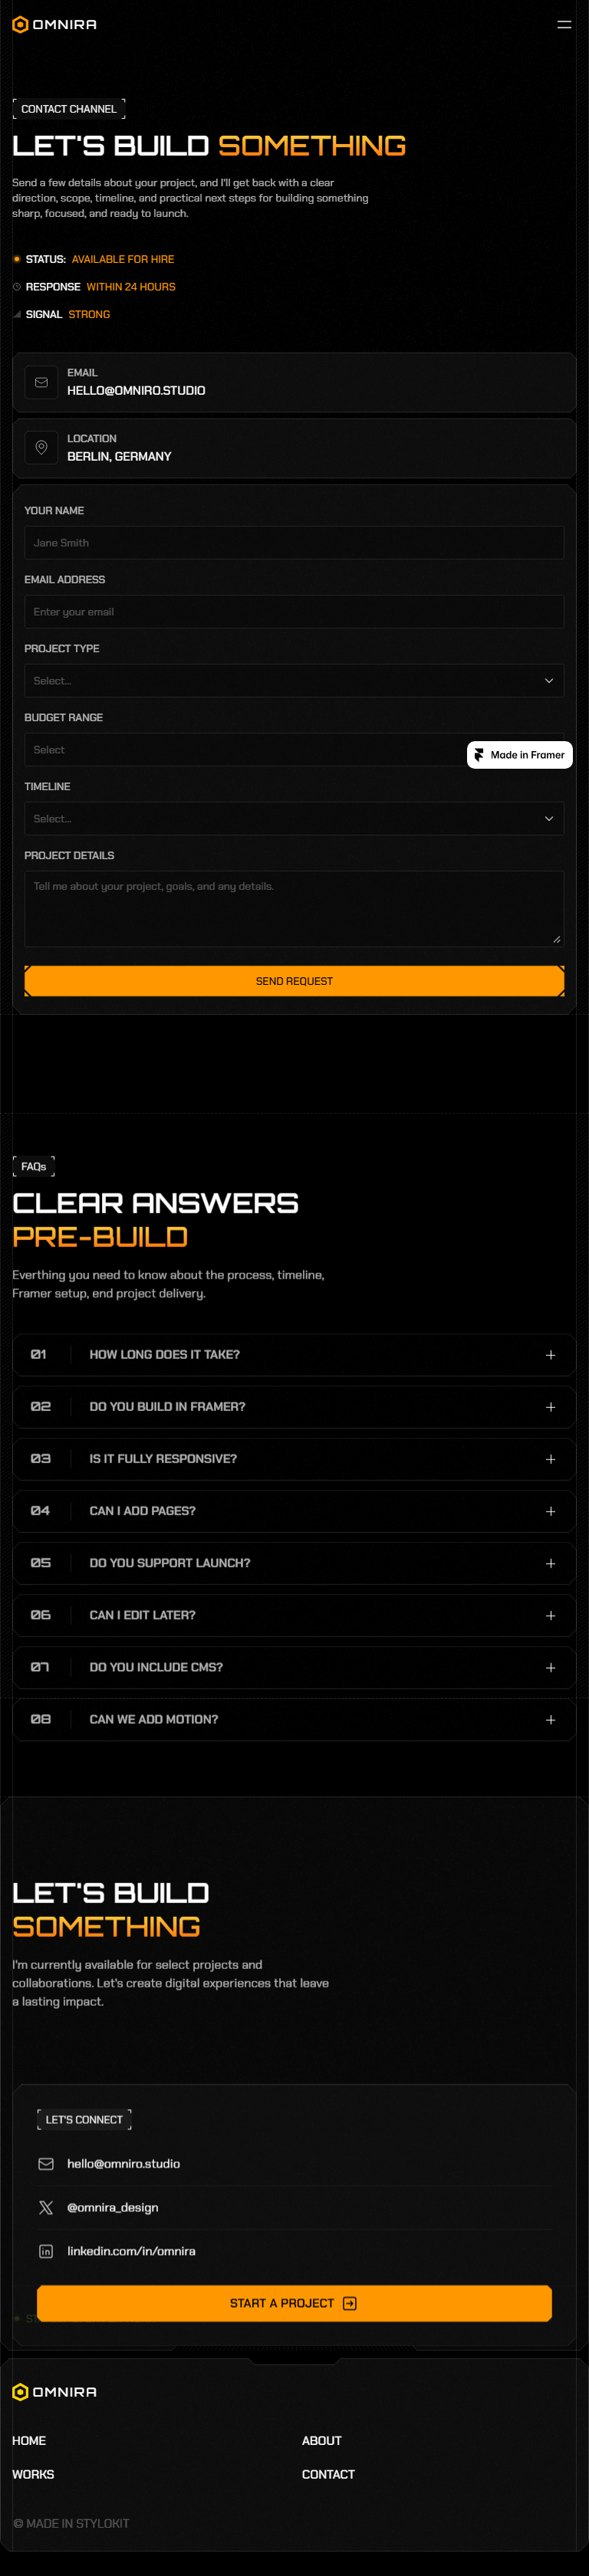 OMNIRA
CONTACT CHANNEL
LET'S BUILD SOMETHING
Send a few details about your project, and I'll get back with a clear
direction, scope, timeline, and practical next steps for building something
sharp, focused, and ready to launch.
STATUS: AVAILABLE FOR HIRE
RESPONSE WITHIN 24 HOURS
SIGNAL STRONG
EMAIL
HELLO@OMNIRO.STUDIO
LOCATION
BERLIN, GERMANY
YOUR NAME
Jane Smith
EMAIL ADDRESS
Enter your email
PROJECT TYPE
Select...
BUDGET RANGE
Select
Made in Framer
TIMELINE
Select...
PROJECT DETAILS
Tell me about your project, goals, and any details.
SEND REQUEST
FAQs
CLEAR ANSWERS
PRE-BUILD
Everthing you need to know about the process, timeline,
Framer setup, end project delivery.
01 HOW LONG DOES IT TAKE?
02 DO YOU BUILD IN FRAMER?
03 IS IT FULLY RESPONSIVE?
04 CAN I ADD PAGES?
05 DO YOU SUPPORT LAUNCH?
06 CAN I EDIT LATER?
07 DO YOU INCLUDE CMS?
08 CAN WE ADD MOTION?
LET'S BUILD
SOMETHING
I'm currently available for select projects and
collaborations. Let's create digital experiences that leave
a lasting impact.
LET'S CONNECT
hello@omniro.studio
@omnira_design
linkedin.com/in/omnira
START A PROJECT
OMNIRA
HOME
ABOUT
WORKS
CONTACT
© MADE IN STYLOKIT